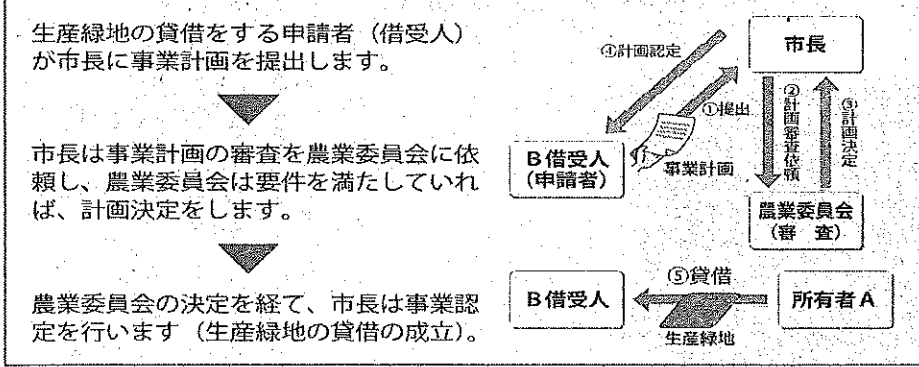 生産緑地の貸借をする申請者（借受人）
が市長に事業計画を提出します。
市長は事業計画の審査を農業委員会に依
頼し、農業委員会は要件を満たしていれ
ば、計画決定をします。
農業委員会の決定を経て、市長は事業認
定を行います（生産緑地の貸借の成立）。
④計画認定
市長
①提出
②計画審査依頼
③計画決定
B借受人
（申請者）
事業計画
農業委員会
（審　査）
⑤貸借
B借受人
所有者A
生産緑地